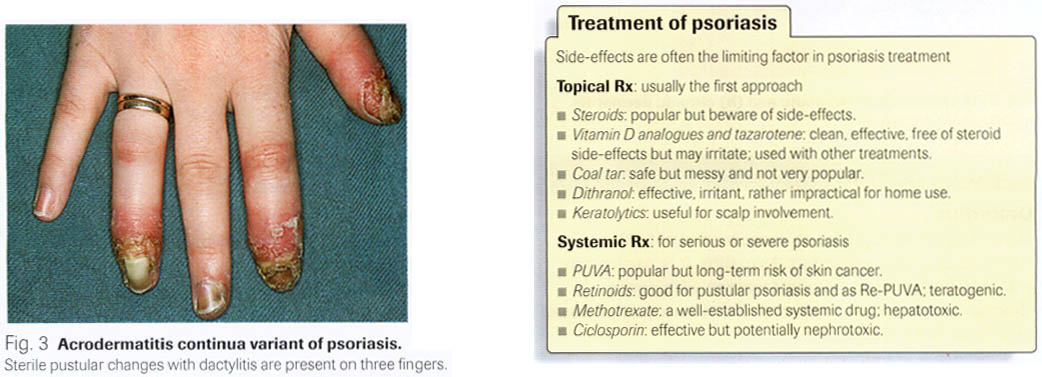 Fig. 3 Acrodermatitis continua variant of psoriasis.
Sterile pustular changes with dactylitis are present on three fingers.
Treatment of psoriasis
Side-effects are often the limiting factor in psoriasis treatment
Topical Rx: usually the first approach
■ Steroids: popular but beware of side-effects.
■ Vitamin D analogues and tazarotene: clean, effective, free of steroid
side-effects but may irritate; used with other treatments.
■ Coal tar: safe but messy and not very popular.
■ Dithranol: effective, irritant, rather impractical for home use.
■ Keratolytics: useful for scalp involvement.
Systemic Rx: for serious or severe psoriasis
■ PUVA: popular but long-term risk of skin cancer.
■ Retinoids: good for pustular psoriasis and as Re-PUVA; teratogenic.
■ Methotrexate: a well-established systemic drug; hepatotoxic.
■ Ciclosporin: effective but potentially nephrotoxic.